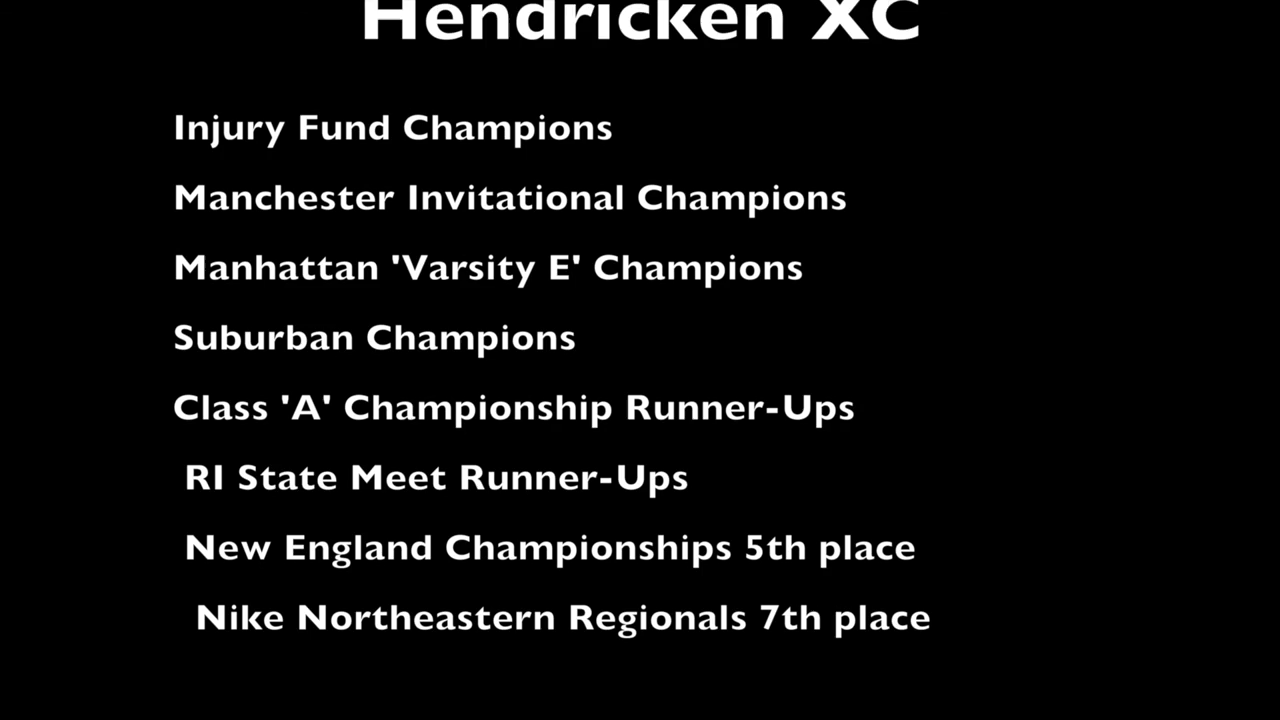 Hendricken XC
Injury Fund Champions
Manchester Invitational Champions
Manhattan 'Varsity E' Champions
Suburban Champions
Class 'A' Championship Runner-Ups
RI State Meet Runner-Ups
New England Championships 5th place
Nike Northeastern Regionals 7th place